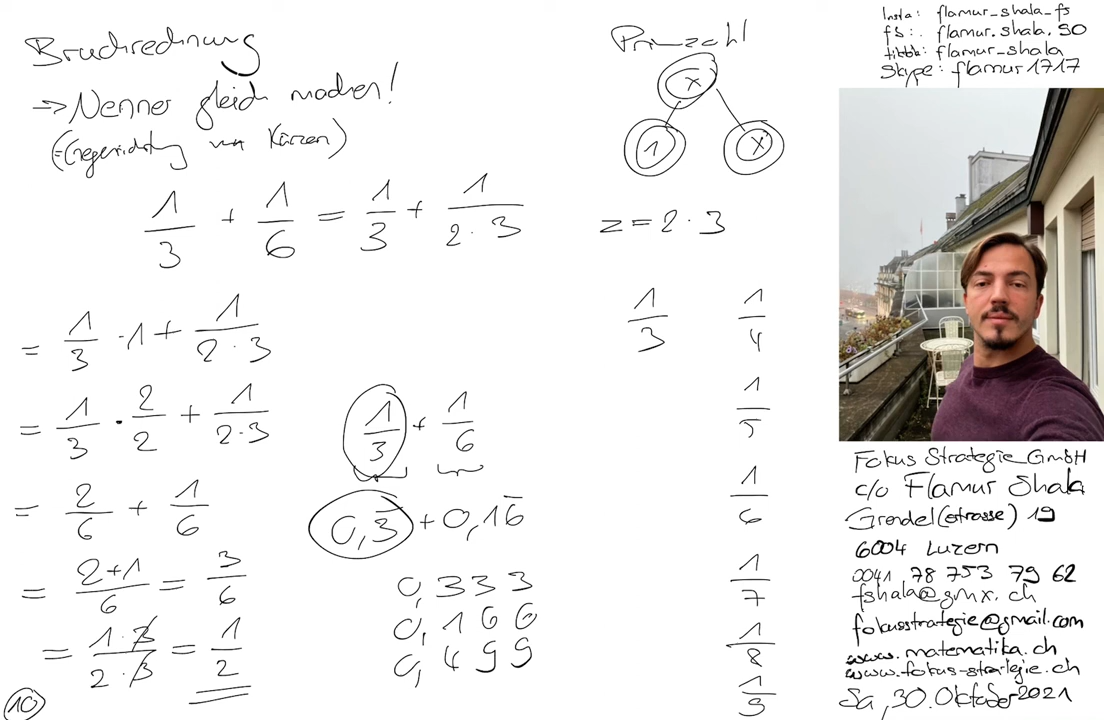 Bruchrechnung
→ Nenner gleich machen!
(= Gegenrichtung von Kürzen)
1/3 + 1/6 = 1/3 + 1/(2·3)
= 1/3 · 1 + 1/(2·3)
= 1/3 · 2/2 + 1/(2·3)
= 2/6 + 1/6
= (2+1)/6 = 3/6
= (1·3)/(2·3) = 1/2
10
1/3 + 1/6
0,3̅ + 0,16̅
0,333
0,166
0,499
Primzahl
x
1 x
z = 2·3
1/3 1/4
1/5
1/6
1/7
1/8
Insta: flamur_shala_fs
fs: flamur.shala.90
flamur_shala
Skype: flamur1717
Fokus Strategie GmbH
c/o Flamur Shala
Grendel(strasse) 19
6004 Luzern
0041 78 753 79 62
fshala@gmx.ch
fokusstrategie@gmail.com
www.matematika.ch
www.fokus-strategie.ch
Sa, 30. Oktober 2021